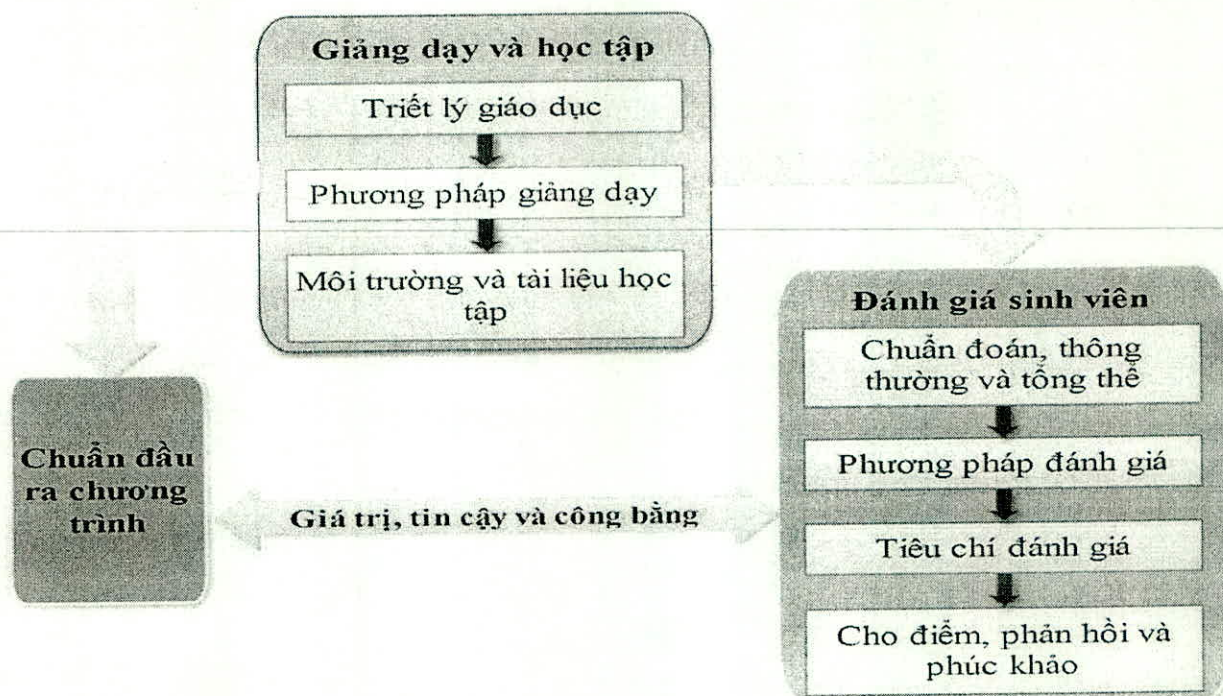 Giảng dạy và học tập
Triết lý giáo dục
Phương pháp giảng dạy
Môi trường và tài liệu học
tập
Đánh giá sinh viên
Chuẩn đoán, thông
thường và tổng thể
Phương pháp đánh giá
Tiêu chí đánh giá
Cho điểm, phản hồi và
phúc khảo
Chuẩn đầu
ra chương
trình
Giá trị, tin cậy và công bằng